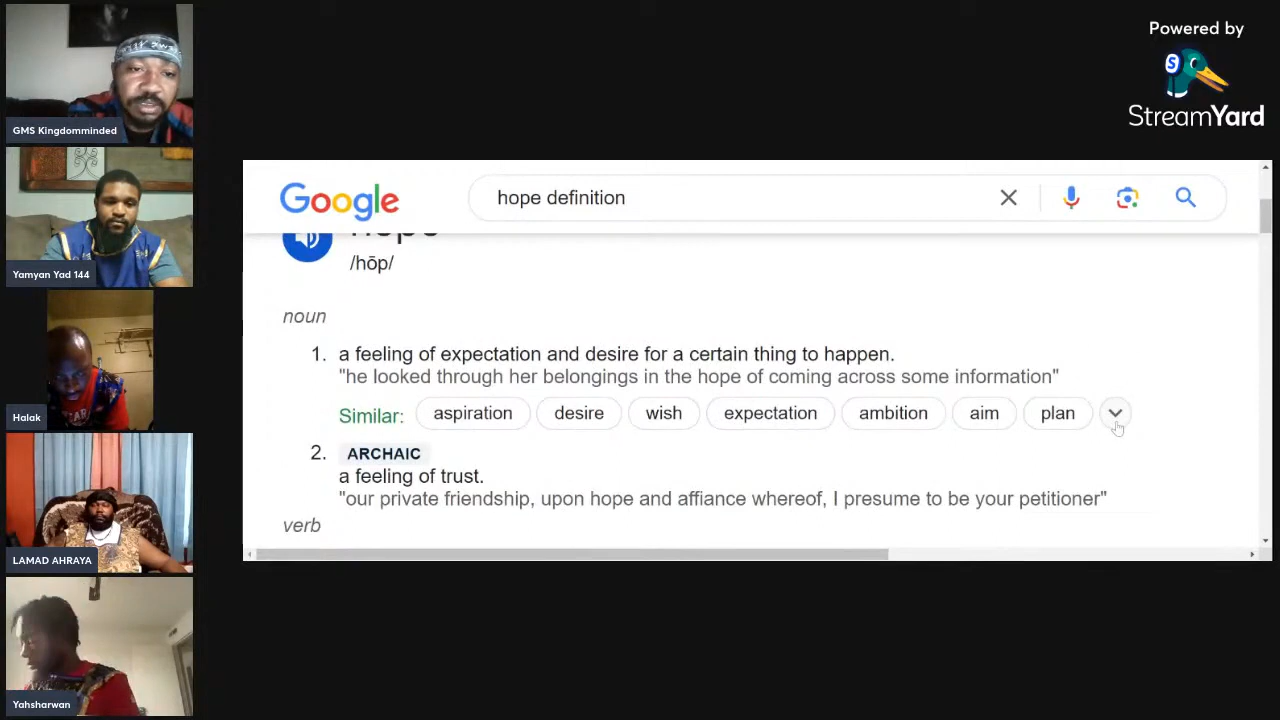 GMS Kingdomminded
Yamyan Yad 144
Halak
LAMAD AHRAYA
Yahsharwan
Powered by
S
StreamYard
Google
hope definition
hope
/hōp/
noun
1. a feeling of expectation and desire for a certain thing to happen.
"he looked through her belongings in the hope of coming across some information"
Similar: aspiration desire wish expectation ambition aim plan
2. ARCHAIC
a feeling of trust.
"our private friendship, upon hope and affiance whereof, I presume to be your petitioner"
verb